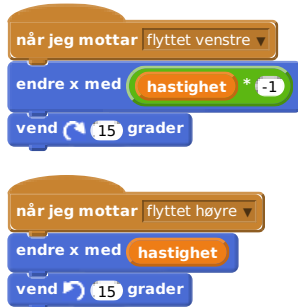 når jeg mottar flyttet venstre
endre x med hastighet * -1
vend 15 grader
når jeg mottar flyttet høyre
endre x med hastighet
vend 15 grader